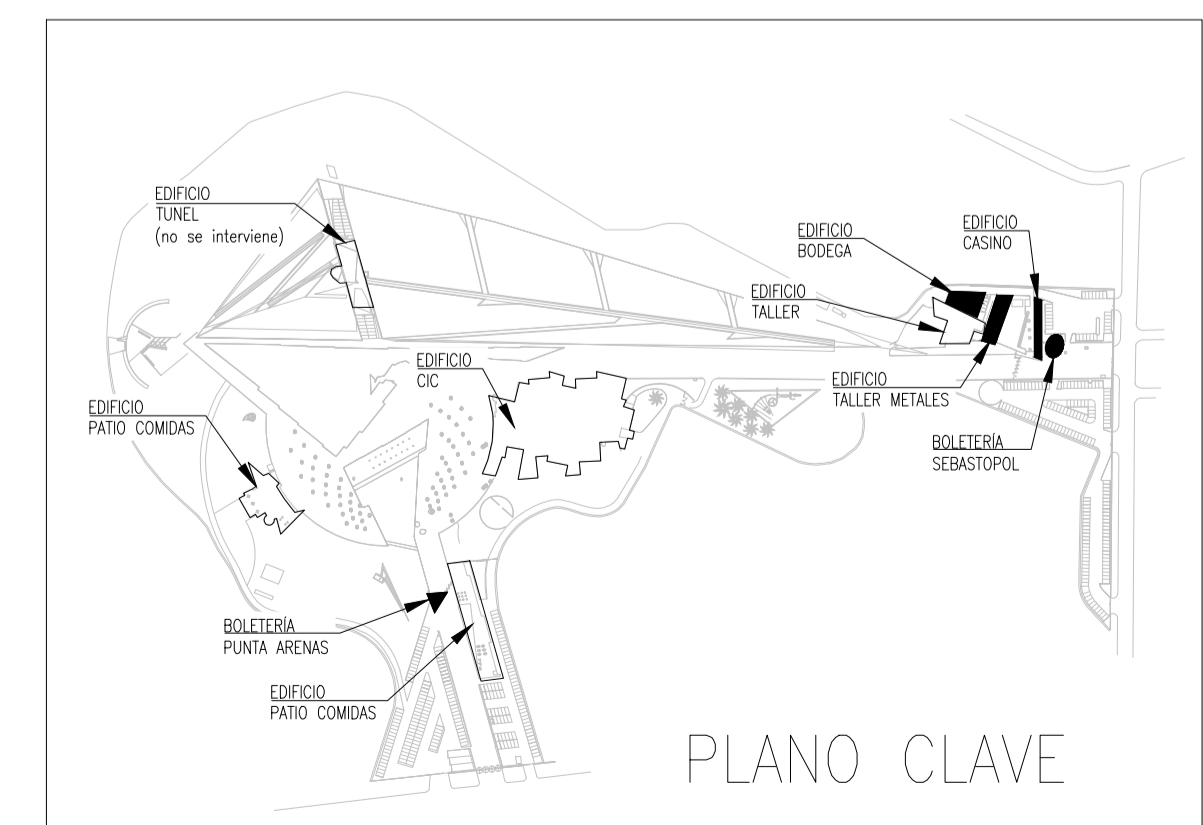 EDIFICIO
TUNEL
(no se interviene)
EDIFICIO
CASINO
EDIFICIO
BODEGA
EDIFICIO
TALLER
EDIFICIO
CIC
EDIFICIO
TALLER METALES
EDIFICIO
PATIO COMIDAS
BOLETERÍA
SEBASTOPOL
BOLETERÍA
PUNTA ARENAS
EDIFICIO
PATIO COMIDAS
PLANO CLAVE